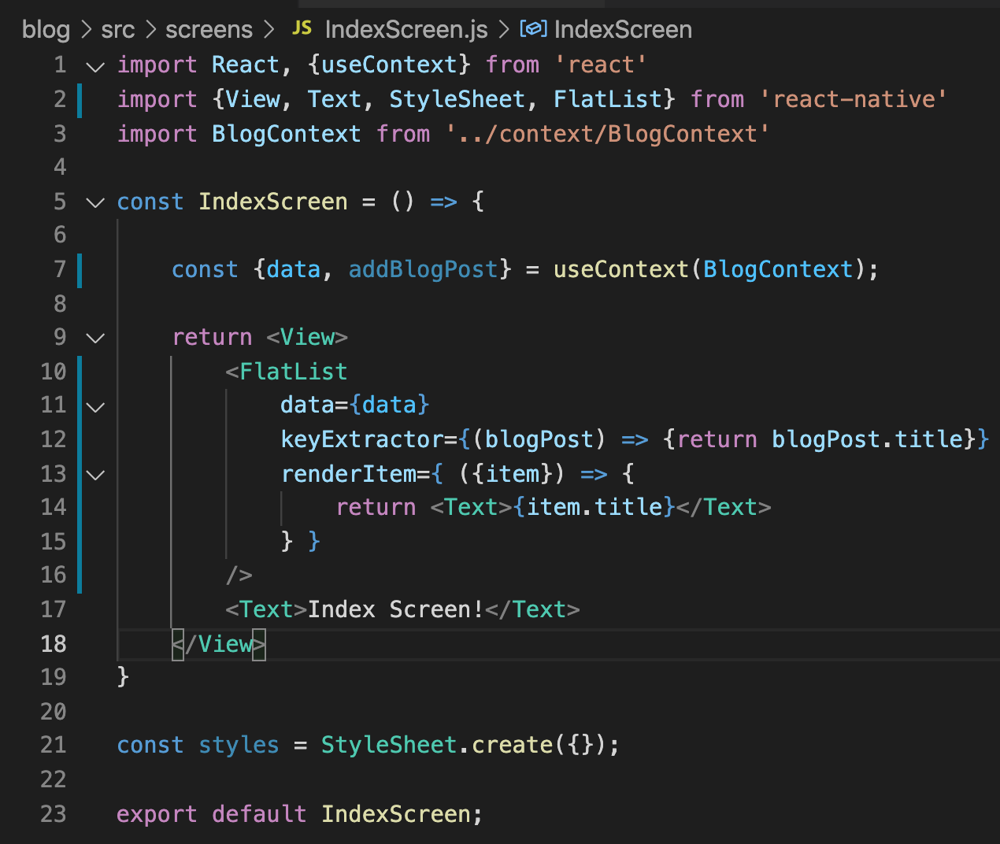 blog > src > screens > JS IndexScreen.js > IndexScreen
1 import React, {useContext} from 'react'
2 import {View, Text, StyleSheet, FlatList} from 'react-native'
3 import BlogContext from '../context/BlogContext'
4
5 const IndexScreen = () => {
6
7 const {data, addBlogPost} = useContext(BlogContext);
8
9 return <View>
10 <FlatList
11 data={data}
12 keyExtractor={(blogPost) => {return blogPost.title}}
13 renderItem={ ({item}) => {
14 return <Text>{item.title}</Text>
15 } }
16 />
17 <Text>Index Screen!</Text>
18 </View>
19 }
20
21 const styles = StyleSheet.create({});
22
23 export default IndexScreen;